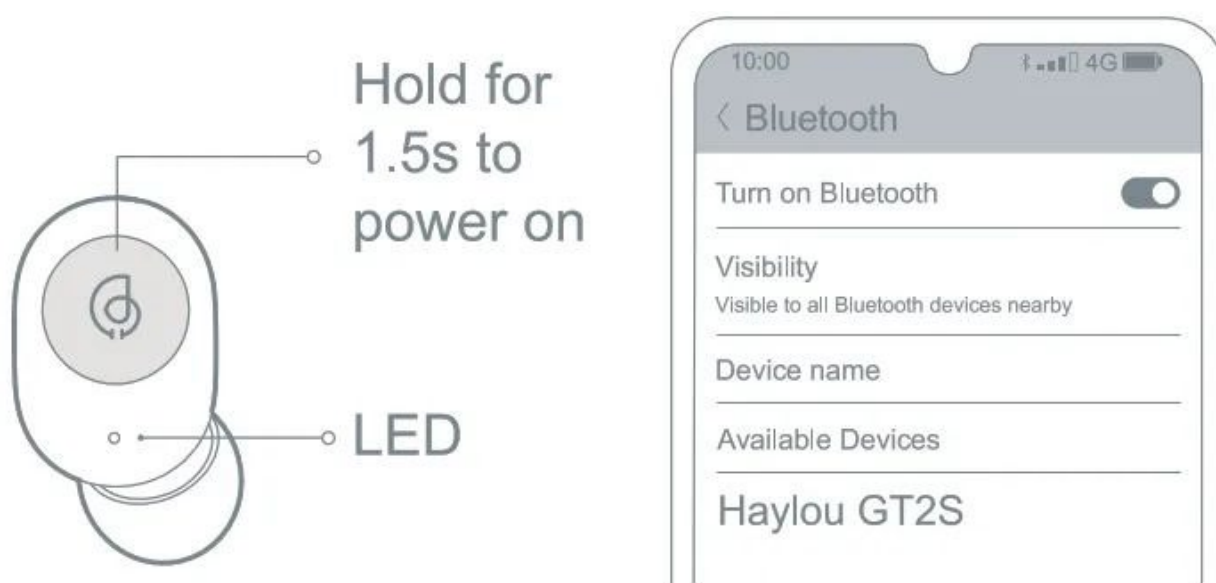 Hold for
1.5s to
power on
LED
10:00
4G
Bluetooth
Turn on Bluetooth
Visibility
Visible to all Bluetooth devices nearby
Device name
Available Devices
Haylou GT2S